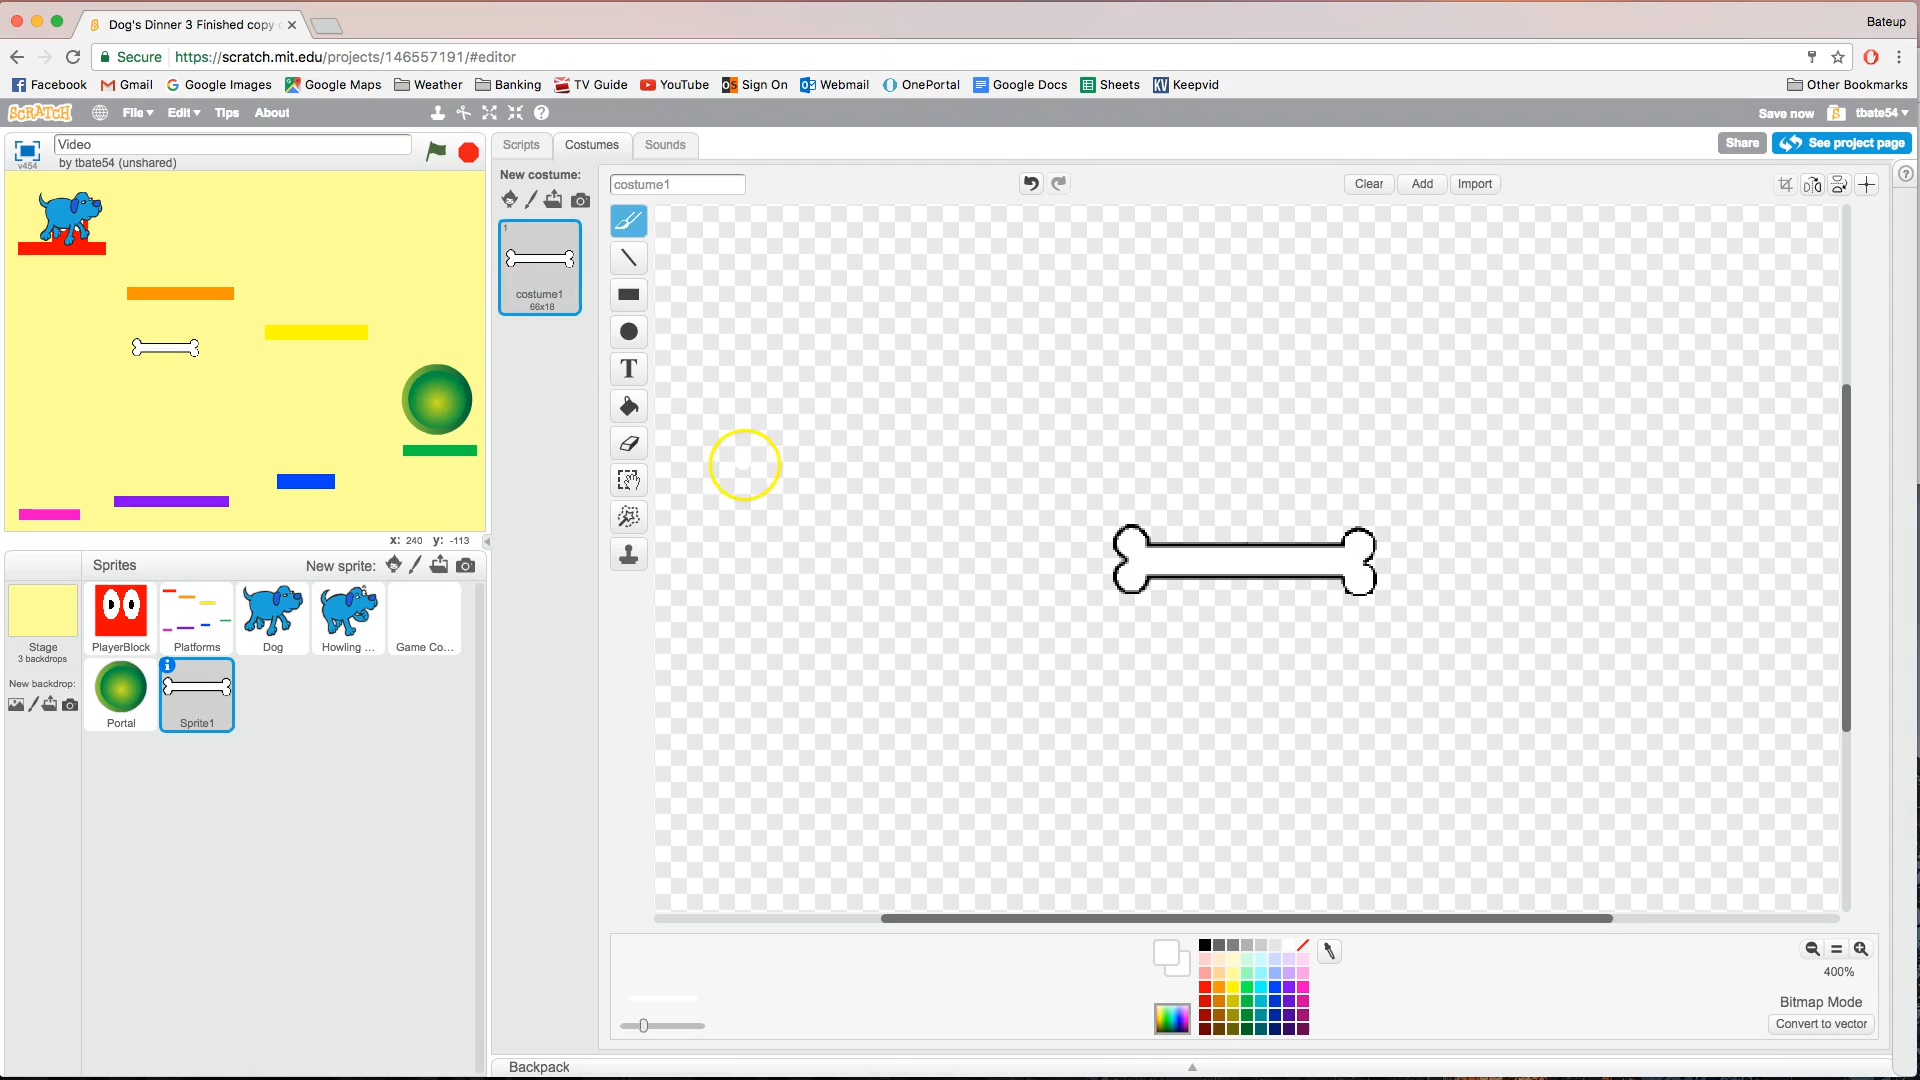 Dog's Dinner 3 Finished copy
Bateup
Secure https://scratch.mit.edu/projects/146557191/#editor
Facebook Gmail Google Images Google Maps Weather Banking TV Guide YouTube Sign On Webmail OnePortal Google Docs Sheets Keepvid Other Bookmarks
SCRATCH File Edit Tips About Save now tbate54
Video
v454
by tbate54 (unshared)
Scripts Costumes Sounds
Share See project page
New costume:
costume1
Clear Add Import
1
costume1
66x18
T
x: 240 y: -113
Sprites New sprite:
Stage
3 backdrops
New backdrop:
PlayerBlock Platforms Dog Howling ... Game Co...
Portal Sprite1
400%
Bitmap Mode
Convert to vector
Backpack